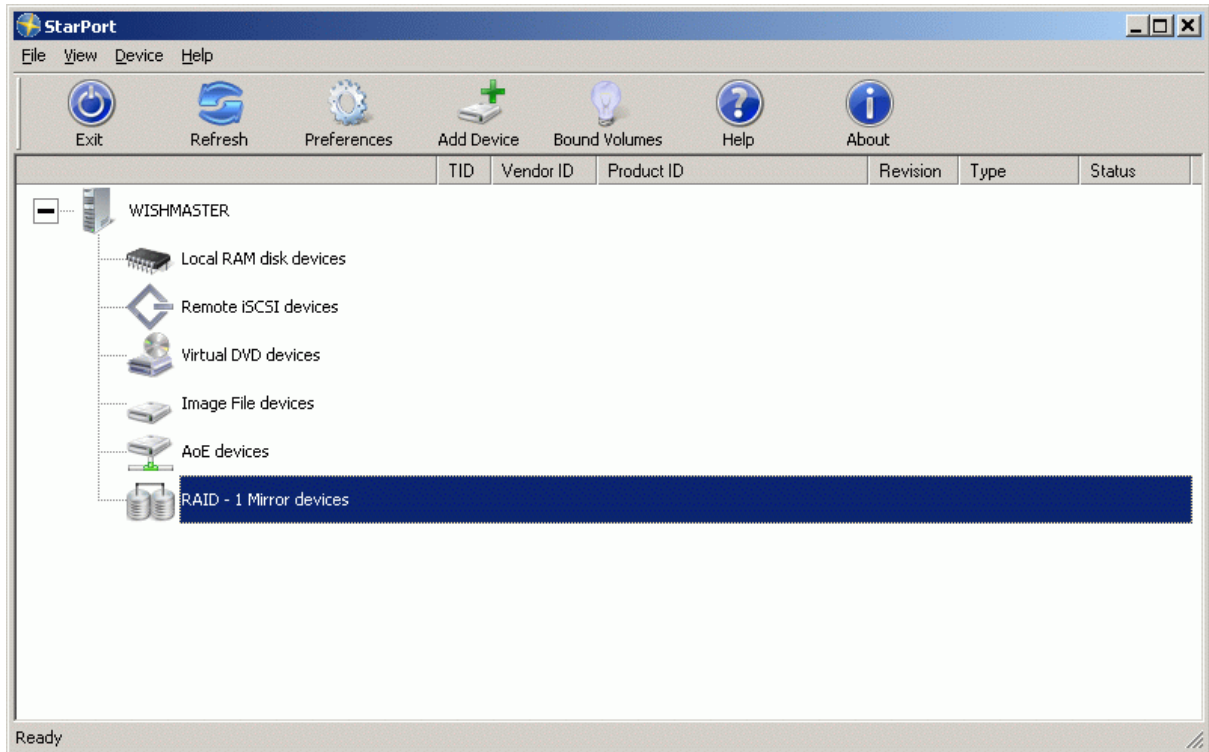 StarPort
File View Device Help
Exit Refresh Preferences Add Device Bound Volumes Help About
TID Vendor ID Product ID Revision Type Status
WISHMASTER
Local RAM disk devices
Remote iSCSI devices
Virtual DVD devices
Image File devices
AoE devices
RAID - 1 Mirror devices
Ready